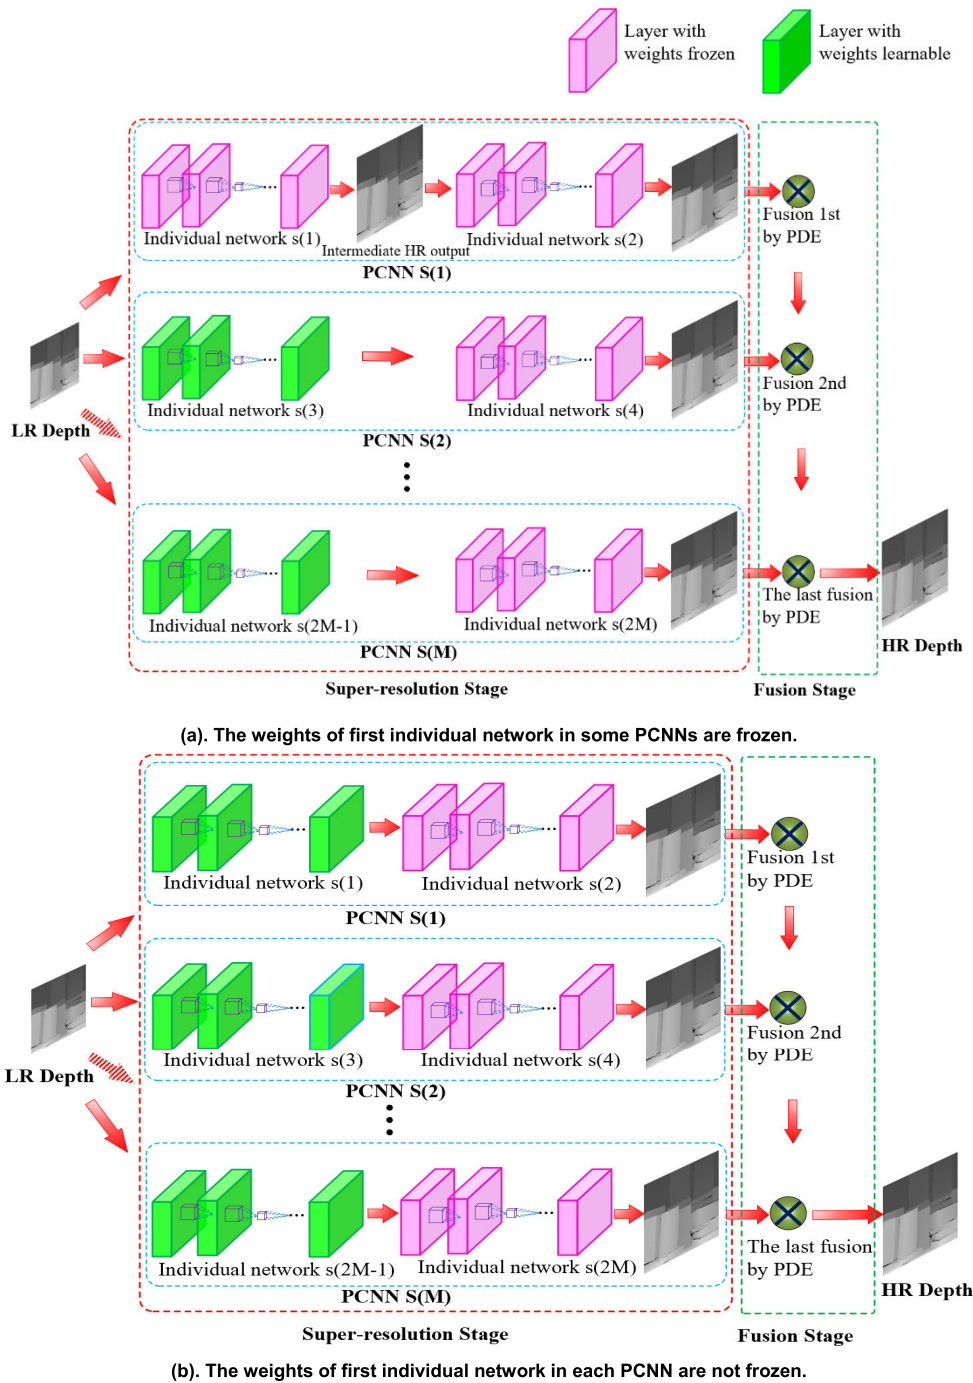 Layer with
weights frozen
Layer with
weights learnable
Individual network s(1)
Intermediate HR output
Individual network s(2)
PCNN S(1)
Fusion 1st
by PDE
Individual network s(3)
Individual network s(4)
PCNN S(2)
Fusion 2nd
by PDE
LR Depth
Individual network s(2M-1)
Individual network s(2M)
PCNN S(M)
The last fusion
by PDE
HR Depth
Super-resolution Stage
Fusion Stage
(a). The weights of first individual network in some PCNNs are frozen.
Individual network s(1)
Individual network s(2)
PCNN S(1)
Fusion 1st
by PDE
Individual network s(3)
Individual network s(4)
PCNN S(2)
Fusion 2nd
by PDE
LR Depth
Individual network s(2M-1)
Individual network s(2M)
PCNN S(M)
The last fusion
by PDE
HR Depth
Super-resolution Stage
Fusion Stage
(b). The weights of first individual network in each PCNN are not frozen.